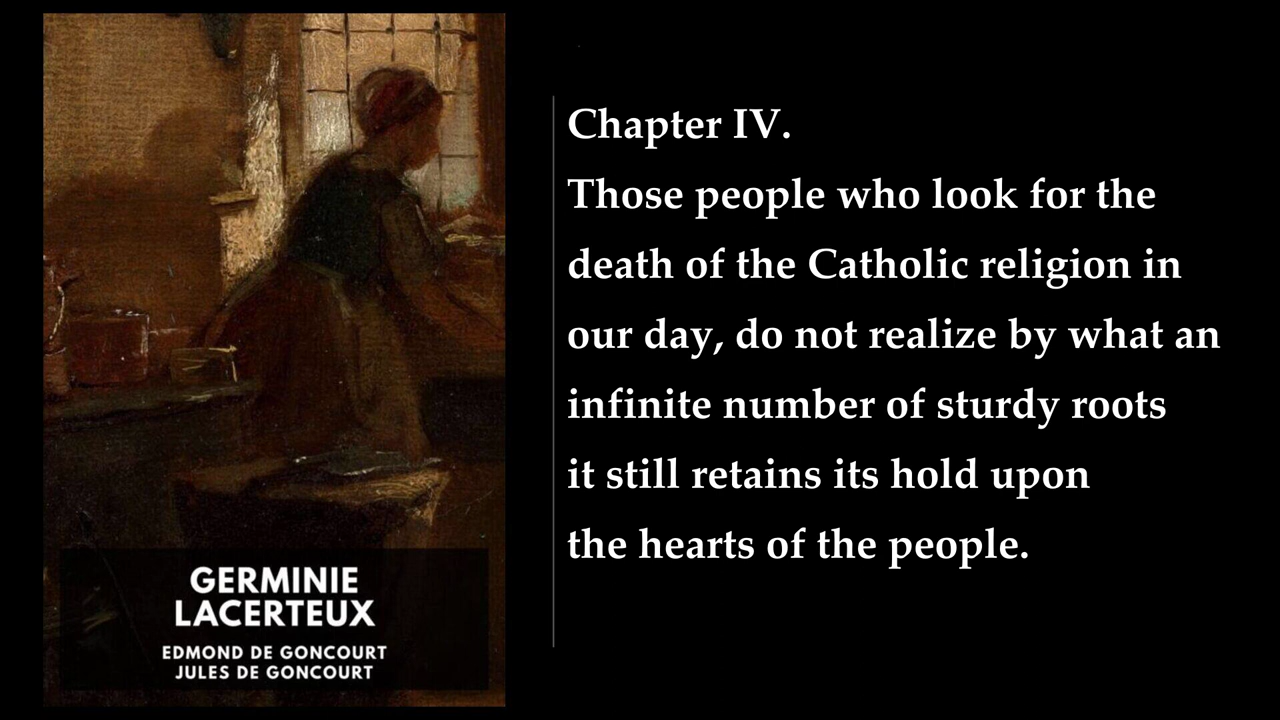 GERMINIE
LACERTEUX
EDMOND DE GONCOURT
JULES DE GONCOURT
Chapter IV.
Those people who look for the
death of the Catholic religion in
our day, do not realize by what an
infinite number of sturdy roots
it still retains its hold upon
the hearts of the people.